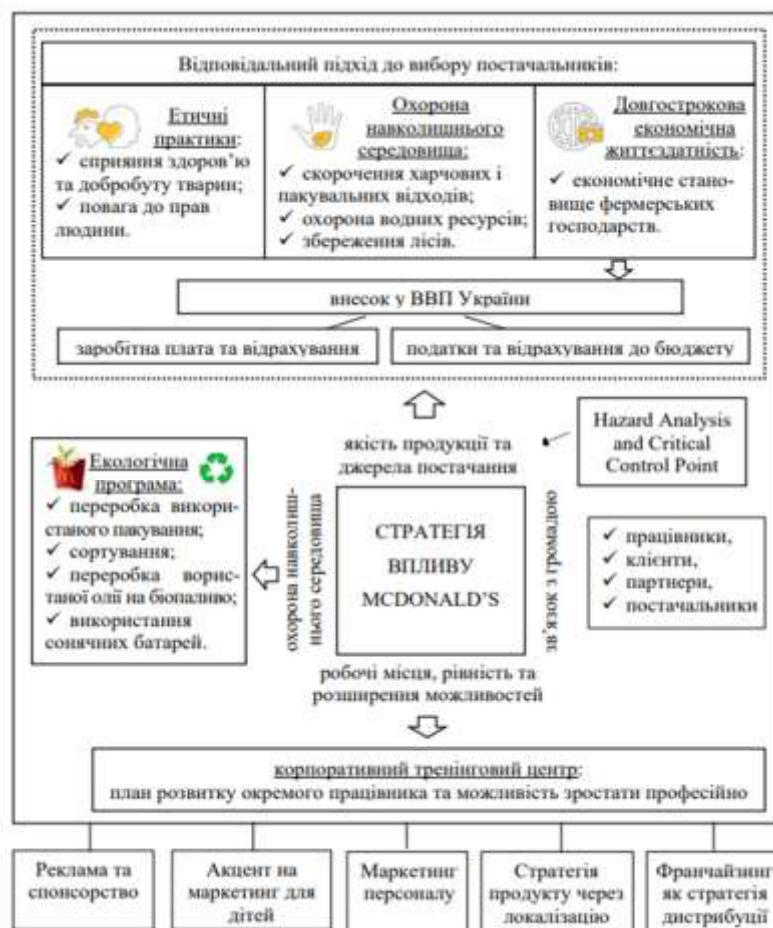 Відповідальний підхід до вибору постачальників:
Етичні
практики:
✓ сприяння здоров’ю
та добробуту тварин;
✓ повага до прав
людини.
Охорона
навколишнього
середовища:
✓ скорочення харчових і
пакувальних відходів;
✓ охорона водних ресурсів;
✓ збереження лісів.
Довгострокова
економічна
життєздатність:
✓ економічне стано-
вище фермерських
господарств.
внесок у ВВП України
заробітна плата та відрахування
податки та відрахування до бюджету
якість продукції та
джерела постачання
Hazard Analysis
and Critical
Control Point
Екологічна
програма:
✓ переробка викори-
станого пакування;
✓ сортування;
✓ переробка ворис-
таної олії на біопаливо;
✓ використання
сонячних батарей.
охорона навколиш-
нього середовища
СТРАТЕГІЯ
ВПЛИВУ
MCDONALD’S
зв’язок з громадою
✓ працівники,
✓ клієнти,
✓ партнери,
✓ постачальники
робочі місця, рівність та
розширення можливостей
корпоративний тренінговий центр:
план розвитку окремого працівника та можливість зростати професійно
Реклама та
спонсорство
Акцент на
маркетинг для
дітей
Маркетинг
персоналу
Стратегія
продукту через
локалізацію
Франчайзинг
як стратегія
дистрибуції